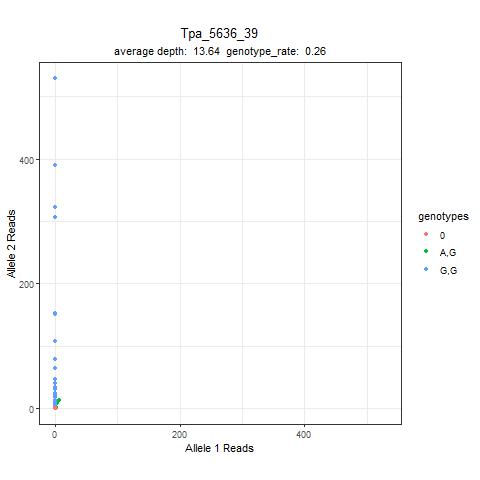 Tpa_5636_39
average depth: 13.64 genotype_rate: 0.26
Allele 2 Reads
400
200
0
0
200
400
Allele 1 Reads
genotypes
0
A,G
G,G